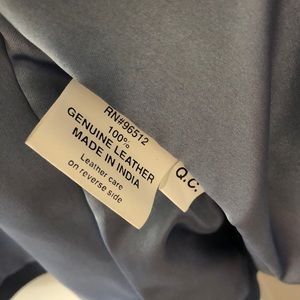 RN#96512
100%
GENUINE LEATHER
MADE IN INDIA
Leather care
on reverse side
Q.C: